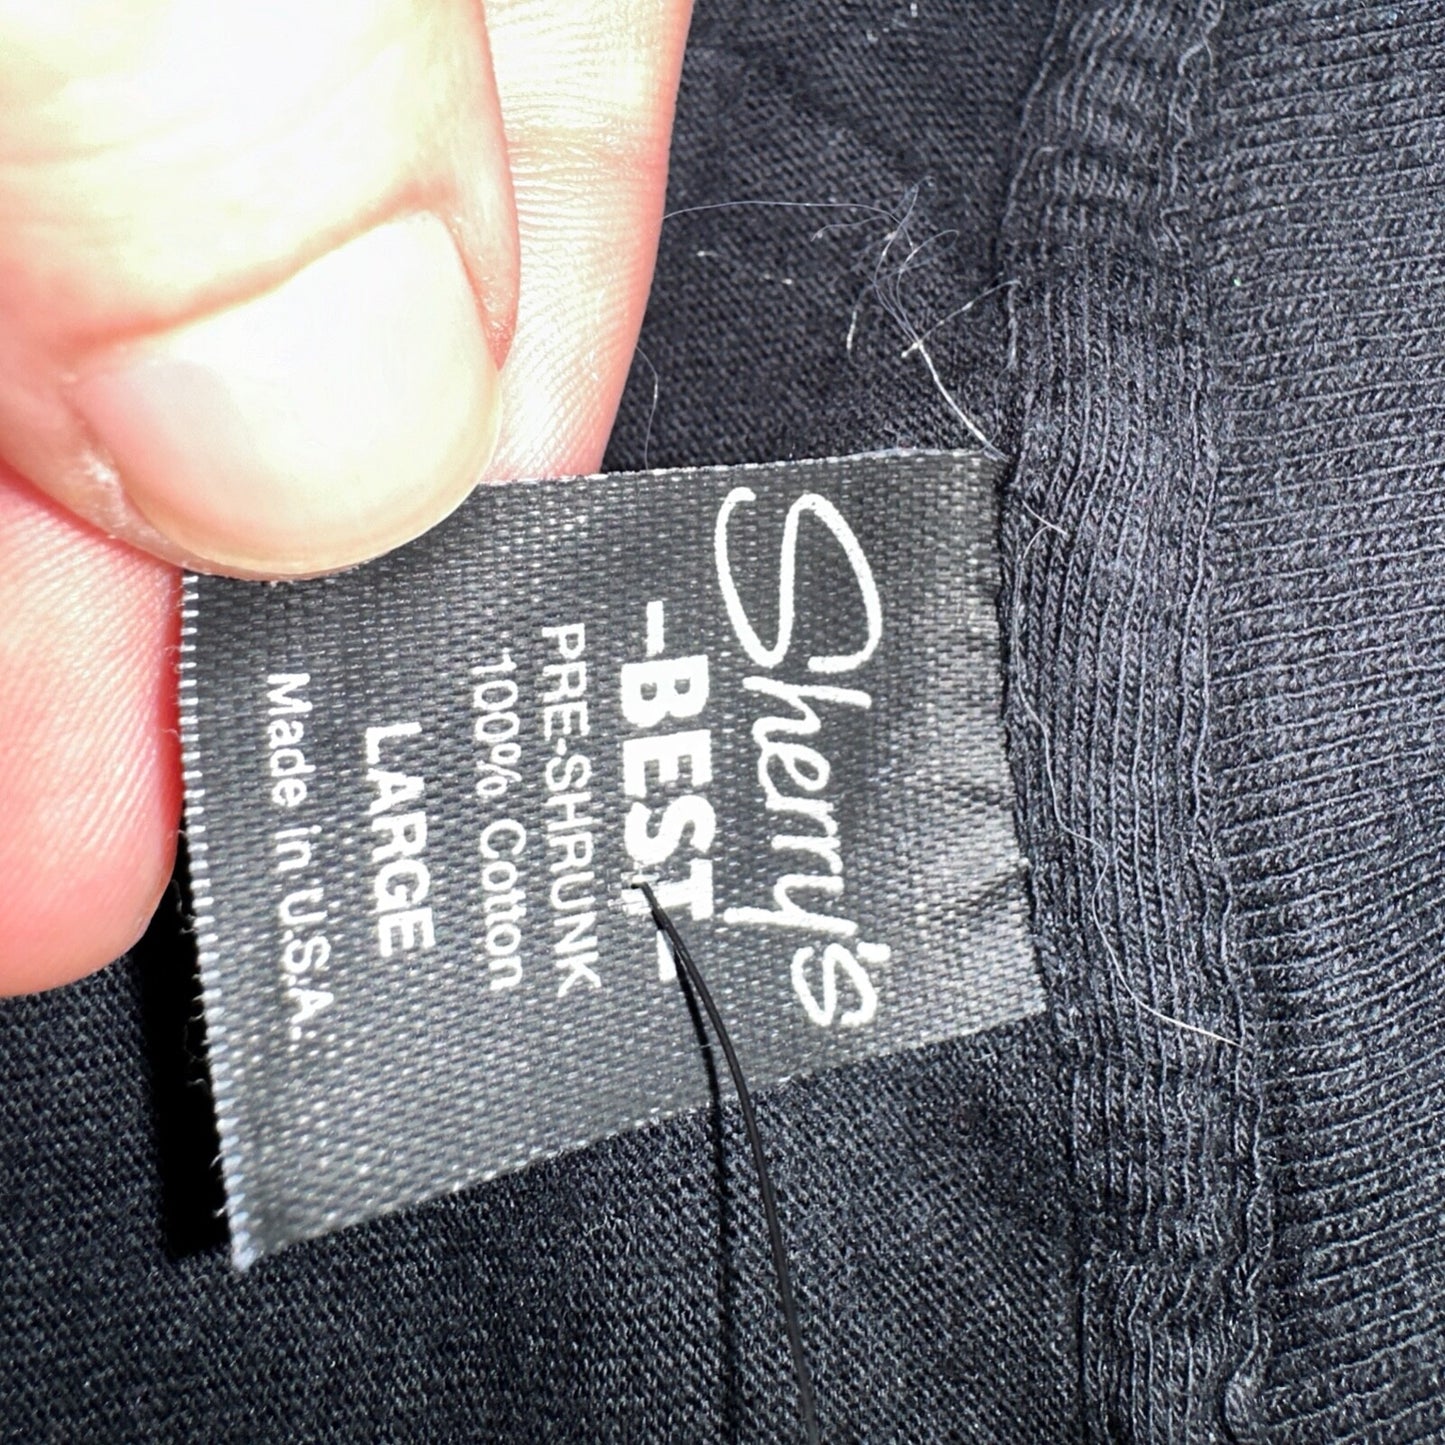 Sherry's
-BEST-
PRE-SHRUNK
100% Cotton
LARGE
Made in U.S.A.